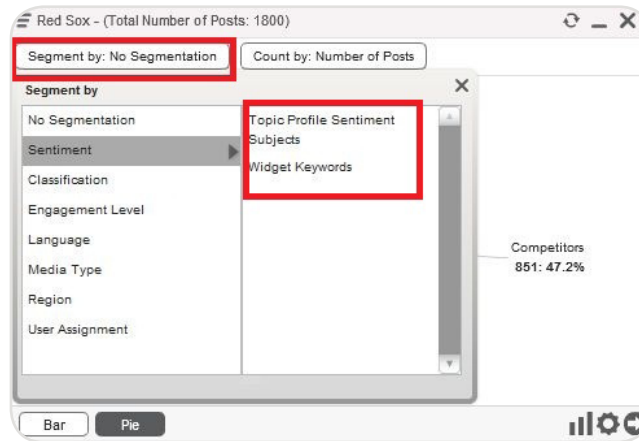 Red Sox - (Total Number of Posts: 1800)
Segment by: No Segmentation
Count by: Number of Posts
Segment by
No Segmentation
Sentiment
Classification
Engagement Level
Language
Media Type
Region
User Assignment
Topic Profile Sentiment
Subjects
Widget Keywords
Competitors
851: 47.2%
Bar
Pie